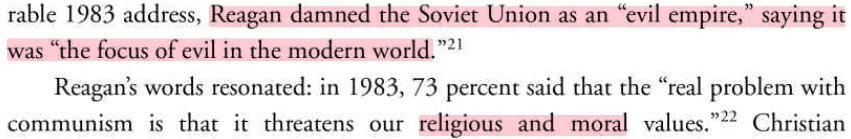 rable 1983 address, Reagan damned the Soviet Union as an “evil empire,” saying it
was “the focus of evil in the modern world.”21
Reagan’s words resonated: in 1983, 73 percent said that the “real problem with
communism is that it threatens our religious and moral values.”22 Christian